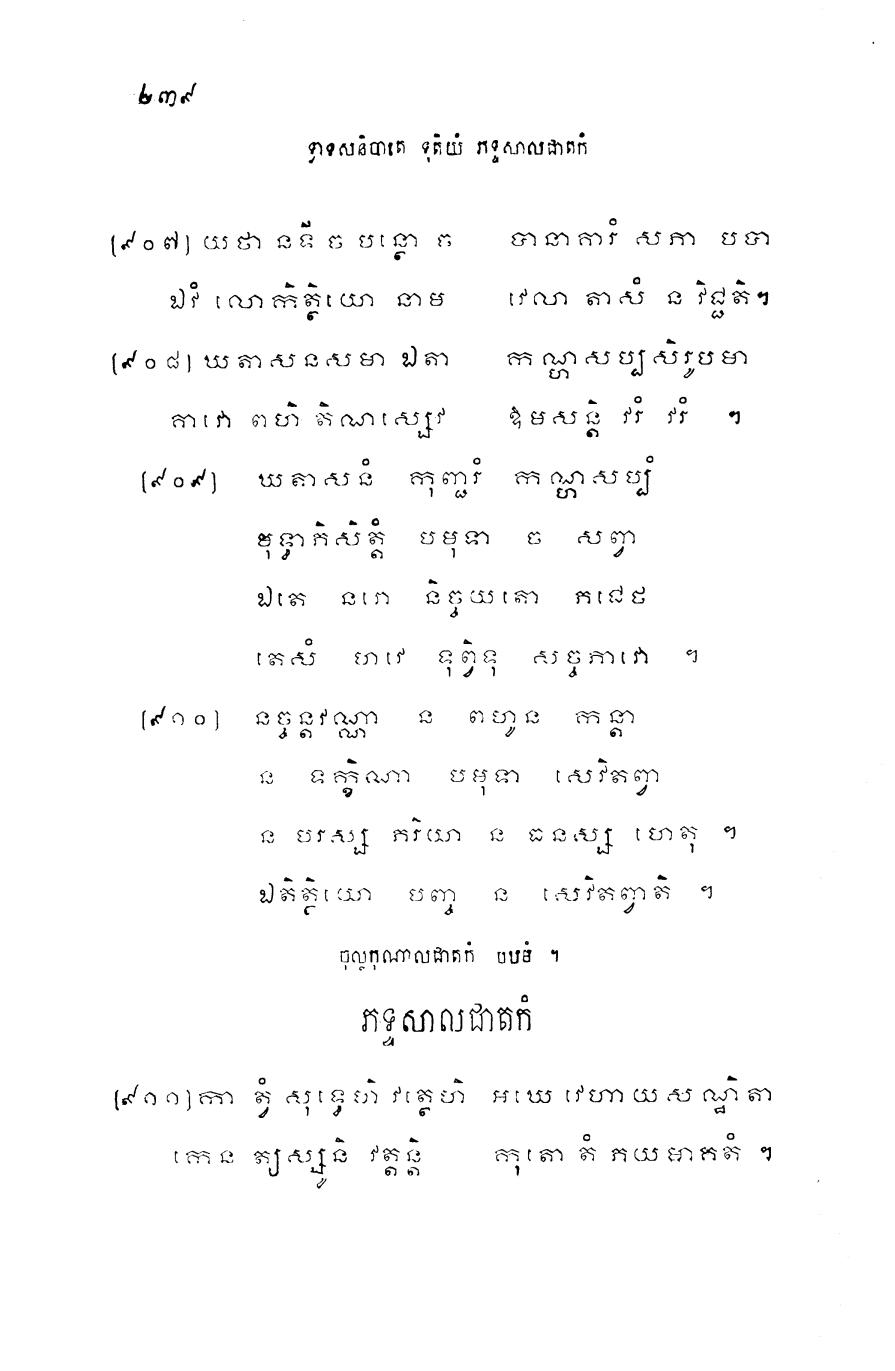 ២៣៩
ទ្វាទសនិបាតេ ទុតិយំ ភទ្ទសាលជាតកំ
(៩០៧) យថា នទី ច បន្ថោ ច បានាគារំ សភា បបា
ឯវំ លោកិត្ថិយោ នាម វេលា តាសំ ន វិជ្ជតិ។
(៩០៨) ឃតាសនសមា ឯតា កណ្ហសប្បសិរូបមា
គាវោ ពហិ តិណស្សេវ ឱមសន្តិ វរំ វរំ ។
(៩០៩) ឃតាសនំ កុញ្ជរំ កណ្ហសប្បំ
មុទ្ធាភិសិត្តំ បមុទា ច សព្វា
ឯតេ នរោ និច្ចយតោ ភជេថ
តេសំ ហវេ ទុព្វិទុ សច្ចភាវោ ។
(៩១០) នច្ចន្តវណ្ណា ន ពហូន កន្តា
ន ទក្ខិណា បមុទា សេវិតព្វា
ន បរស្ស ភរិយា ន ធនស្ស ហេតុ ។
ឯតិត្ថិយោ បញ្ច ន សេវិតព្វាតិ ។
ចុល្លកុណាលជាតកំ បឋមំ ។
ភទ្ទសាលជាតកំ
(៩១១) កា ត្វំ សុទ្ធេហិ វត្ថេហិ អឃេ វេហាយសណ្ឋិតា
កេន ត្យស្សូនិ វត្តន្តិ កុតោ តំ ភយមាគតំ ។